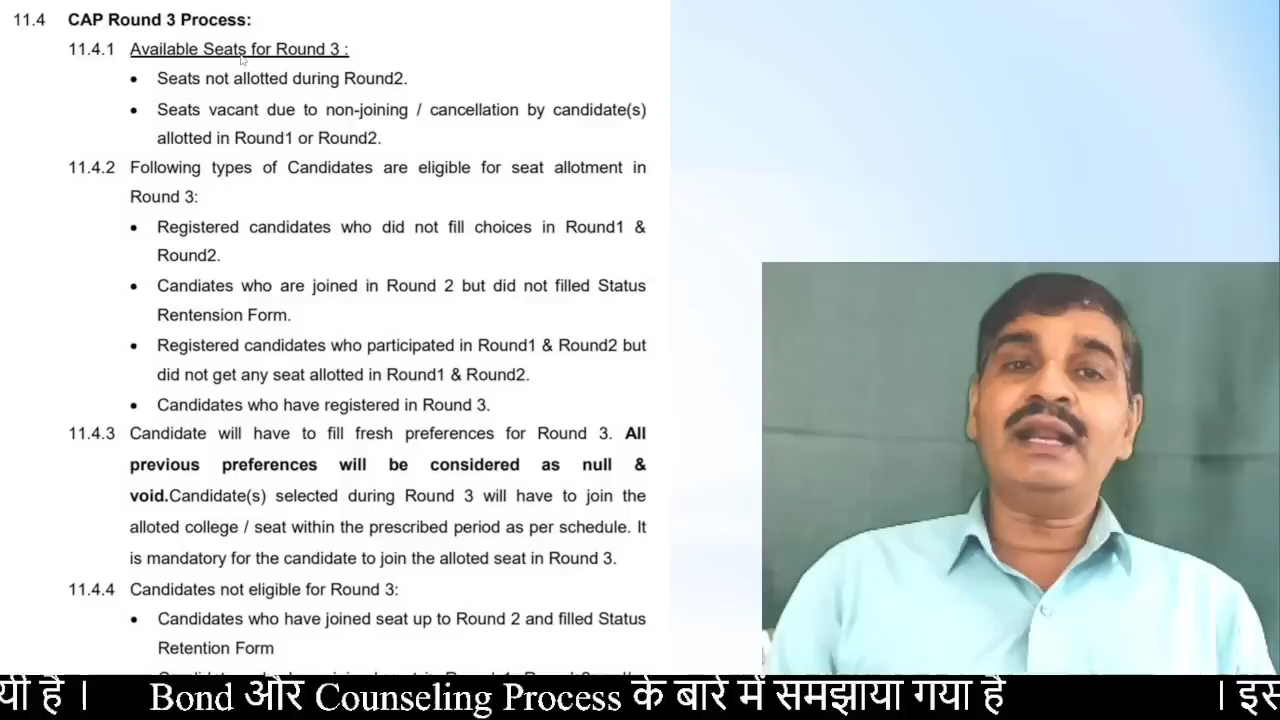 11.4 CAP Round 3 Process:
11.4.1 Available Seats for Round 3 :
• Seats not allotted during Round2.
• Seats vacant due to non-joining / cancellation by candidate(s)
allotted in Round1 or Round2.
11.4.2 Following types of Candidates are eligible for seat allotment in
Round 3:
• Registered candidates who did not fill choices in Round1 &
Round2.
• Candiates who are joined in Round 2 but did not filled Status
Rentension Form.
• Registered candidates who participated in Round1 & Round2 but
did not get any seat allotted in Round1 & Round2.
• Candidates who have registered in Round 3.
11.4.3 Candidate will have to fill fresh preferences for Round 3. All
previous preferences will be considered as null &
void.Candidate(s) selected during Round 3 will have to join the
alloted college / seat within the prescribed period as per schedule. It
is mandatory for the candidate to join the alloted seat in Round 3.
11.4.4 Candidates not eligible for Round 3:
• Candidates who have joined seat up to Round 2 and filled Status
Retention Form
है । Bond और Counseling Process के बारे में समझाया गया है । इस